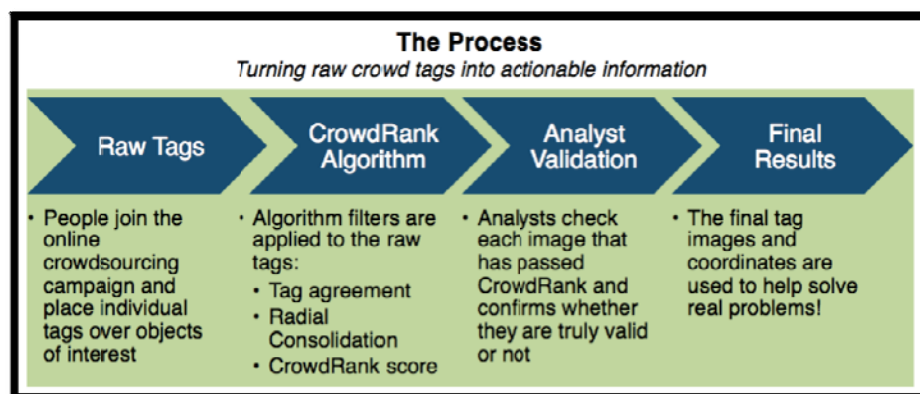 The Process
Turning raw crowd tags into actionable information
Raw Tags
CrowdRank
Algorithm
Analyst
Validation
Final
Results
• People join the
online
crowdsourcing
campaign and
place individual
tags over objects
of interest
• Algorithm filters are
applied to the raw
tags:
• Tag agreement
• Radial
Consolidation
• CrowdRank score
• Analysts check
each image that
has passed
CrowdRank and
confirms whether
they are truly valid
or not
• The final tag
images and
coordinates are
used to help solve
real problems!